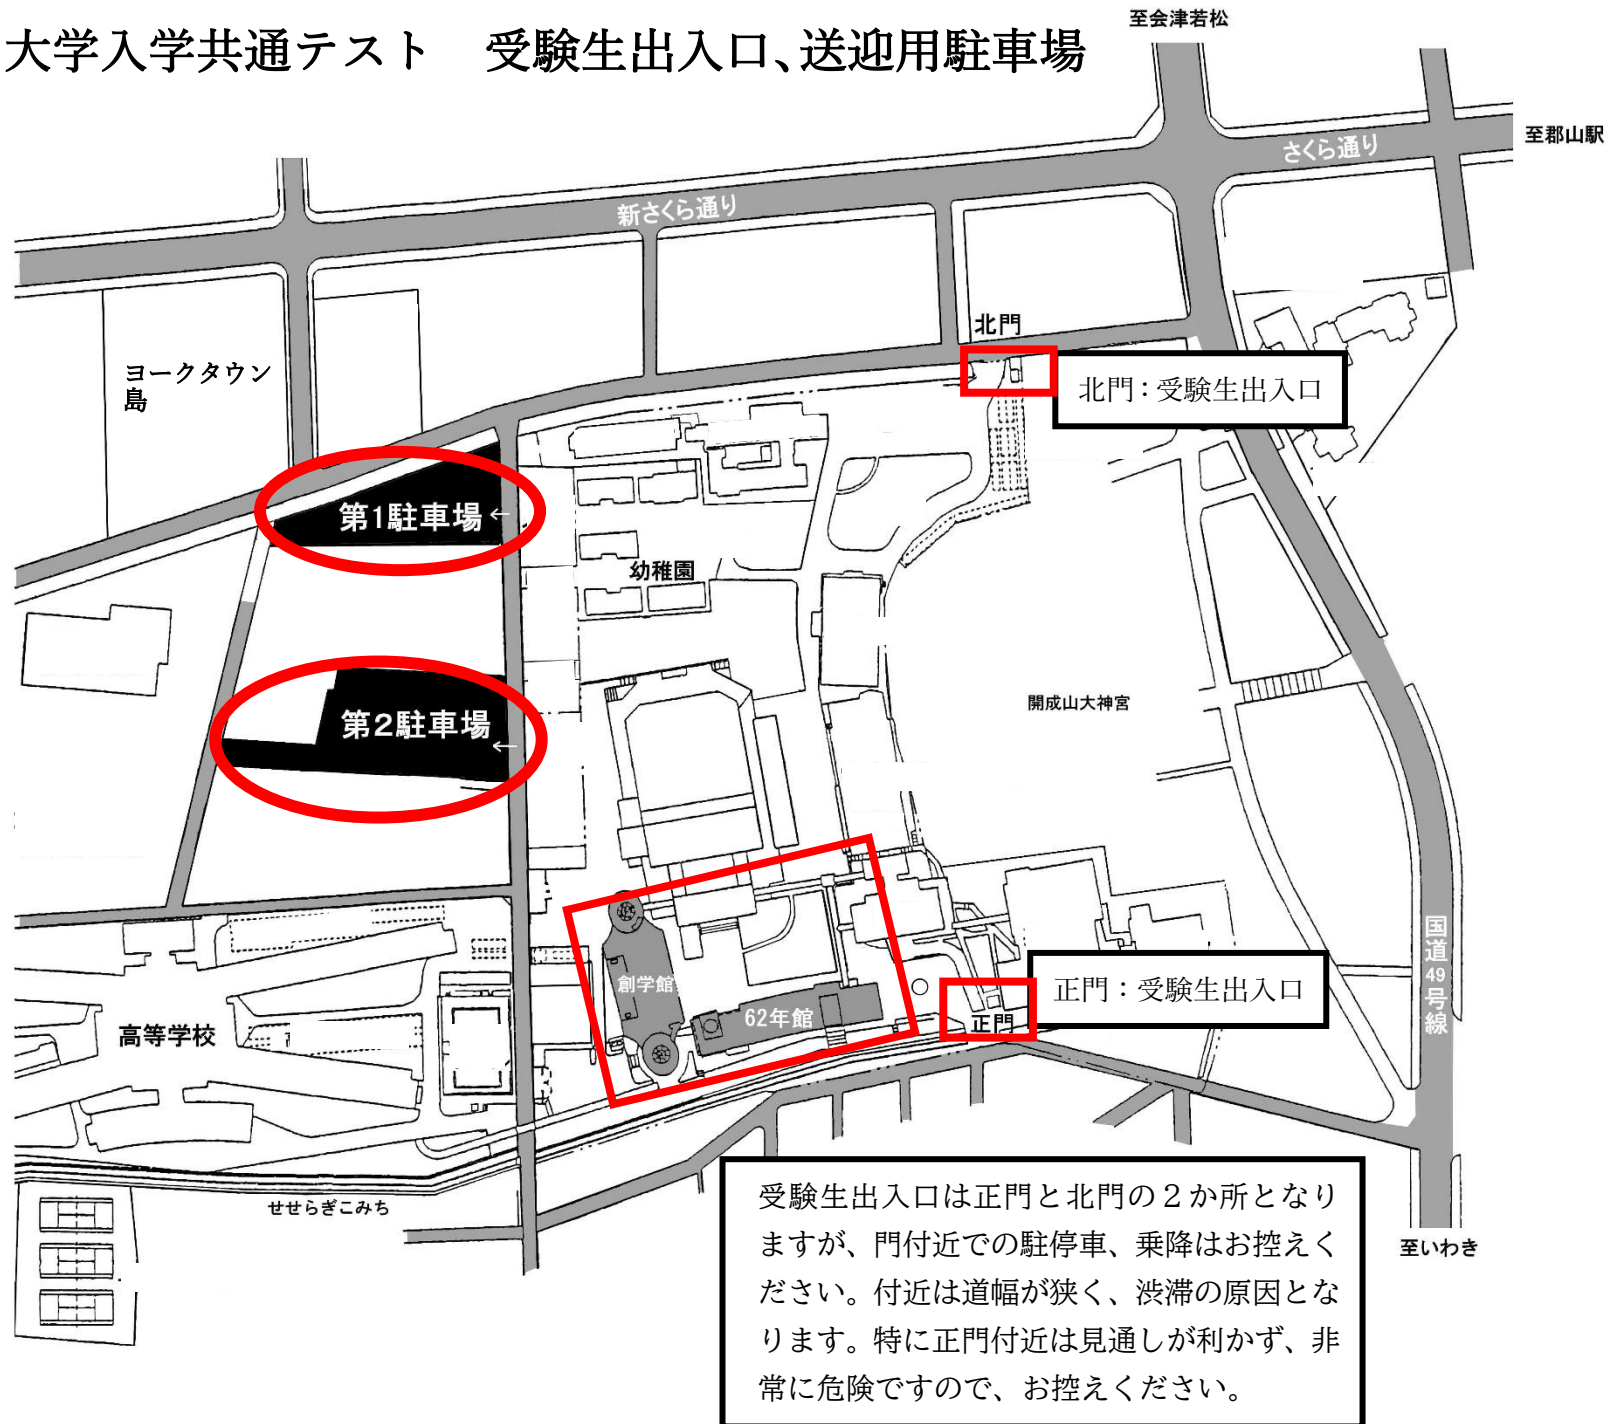 至会津若松
大学入学共通テスト　受験生出入口、送迎用駐車場
至郡山駅
さくら通り
新さくら通り
北門
ヨークタウン
島
北門：受験生出入口
第1駐車場←
幼稚園
開成山大神宮
第2駐車場
←
国道49号線
創学館
正門：受験生出入口
62年館
正門
高等学校
せせらぎこみち
受験生出入口は正門と北門の２か所となり
ますが、門付近での駐停車、乗降はお控えく
ださい。付近は道幅が狭く、渋滞の原因とな
ります。特に正門付近は見通しが利かず、非
常に危険ですので、お控えください。
至いわき